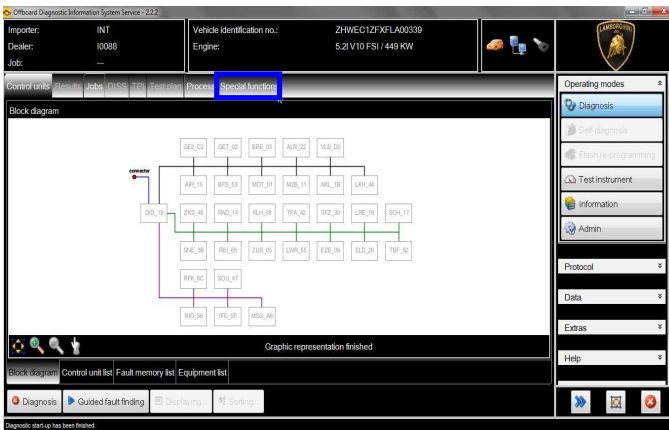 Offboard Diagnostic Information System Service - 2.2.2
Importer: INT
Dealer: I0088
Job: ---
Vehicle identification no.: ZHWEC1ZFXFLA00339
Engine: 5.2l V10 FSI / 449 KW
LAMBORGHINI
Control units Results Jobs DISS TPI Test plan Process Special functions
Block diagram
GE2_C2 GET_02 BRE_03 ALR_22 VLS_D0
connector
AIR_15 BFS_53 MOT_01 M2B_11 AKL_1B LKH_44
DID_19 ZKS_46 RAD_14 KLH_08 TFA_42 SFZ_30 LRE_16 SCH_17
SNE_3B REI_65 ZUS_05 LWR_55 EZE_09 ELD_26 TBF_52
RFK_6C SOU_47
RIO_56 IFE_5F MSG_A6
Graphic representation finished
Block diagram Control unit list Fault memory list Equipment list
Diagnosis Guided fault finding Displaying... Sorting...
Diagnostic start-up has been finished.
Operating modes
Diagnosis
Self-diagnosis
Flash re-programming
Test instrument
Information
Admin
Protocol
Data
Extras
Help